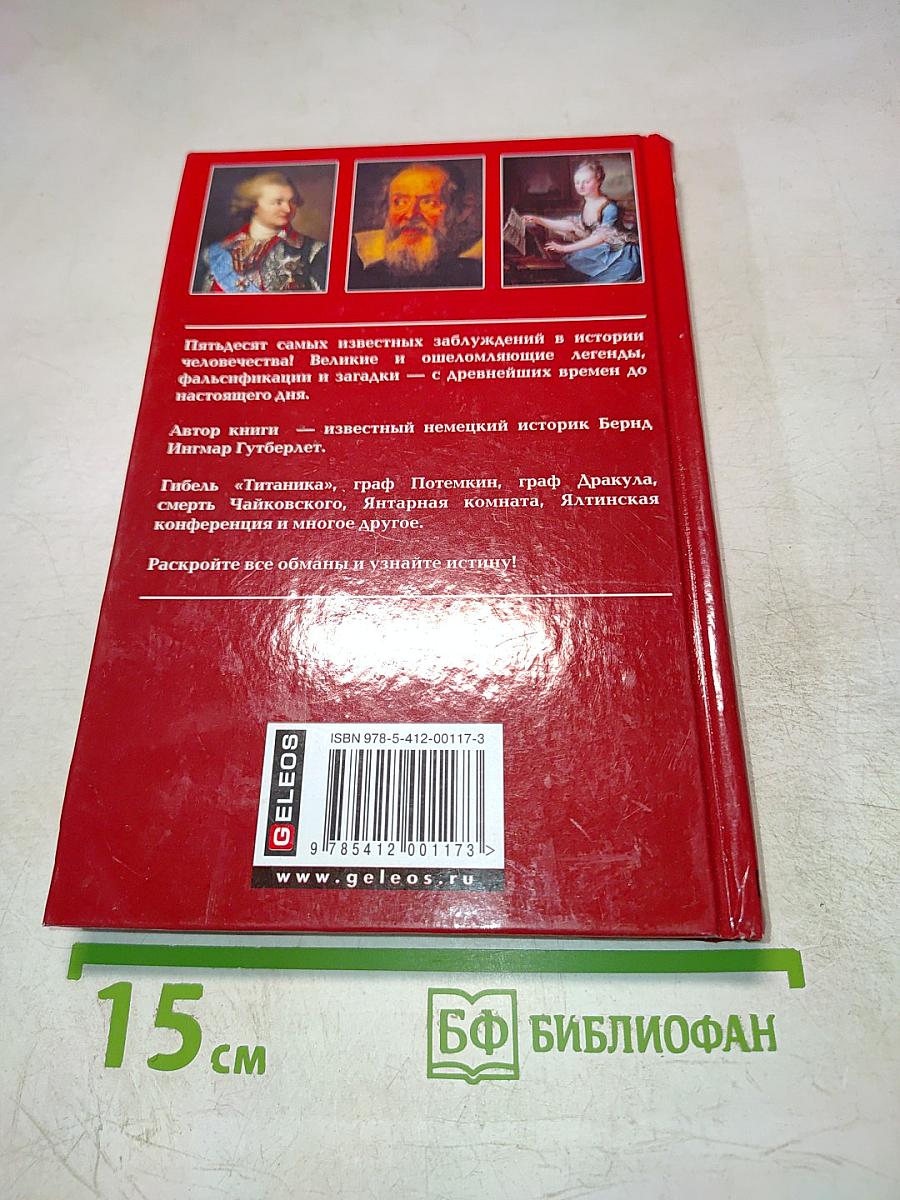 Пятьдесят самых известных заблуждений в истории
человечества! Великие и ошеломляющие легенды,
фальсификации и загадки — с древнейших времен до
настоящего дня.
Автор книги — известный немецкий историк Бернд
Ингмар Гутберлет.
Гибель «Титаника», граф Потемкин, граф Дракула,
смерть Чайковского, Янтарная комната, Ялтинская
конференция и многое другое.
Раскройте все обманы и узнайте истину!
GELEOS
ISBN 978-5-412-00117-3
9 785412 001173 >
www.geleos.ru
15 см
БФ БИБЛИОФАН